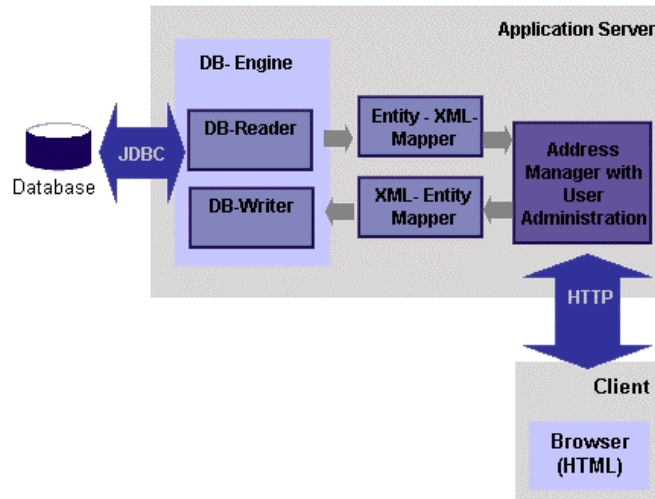 Application Server
DB- Engine
DB-Reader
Entity - XML-
Mapper
Address
Manager with
User
Administration
JDBC
Database
DB-Writer
XML- Entity
Mapper
HTTP
Client
Browser
(HTML)